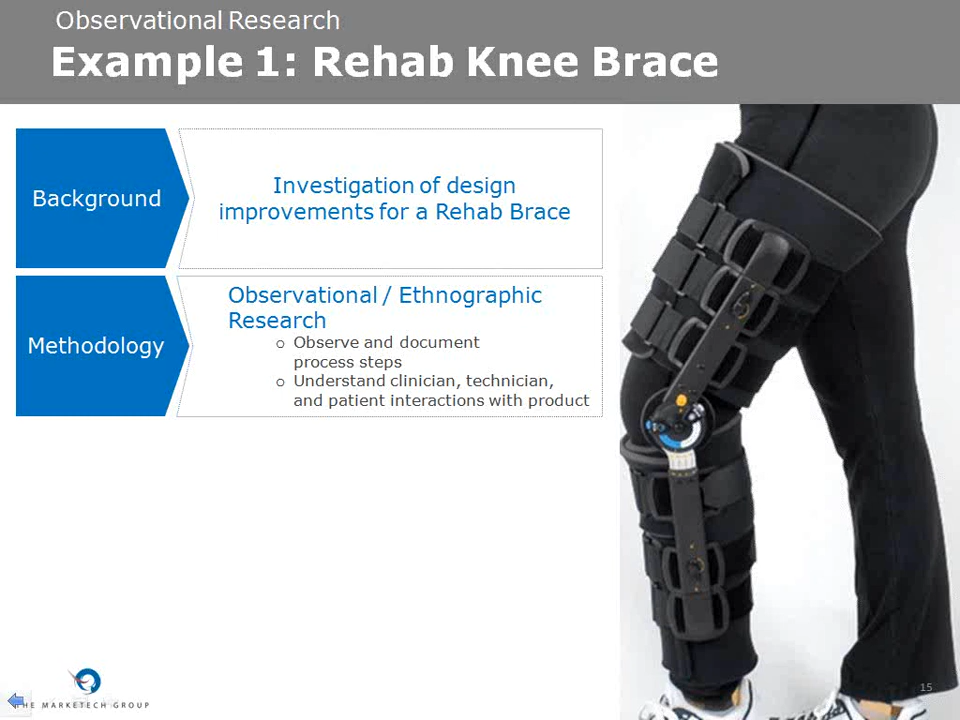 Observational Research
Example 1: Rehab Knee Brace
Background
Investigation of design
improvements for a Rehab Brace
Methodology
Observational / Ethnographic
Research
o Observe and document
process steps
o Understand clinician, technician,
and patient interactions with product
15
THE MARKETECH GROUP